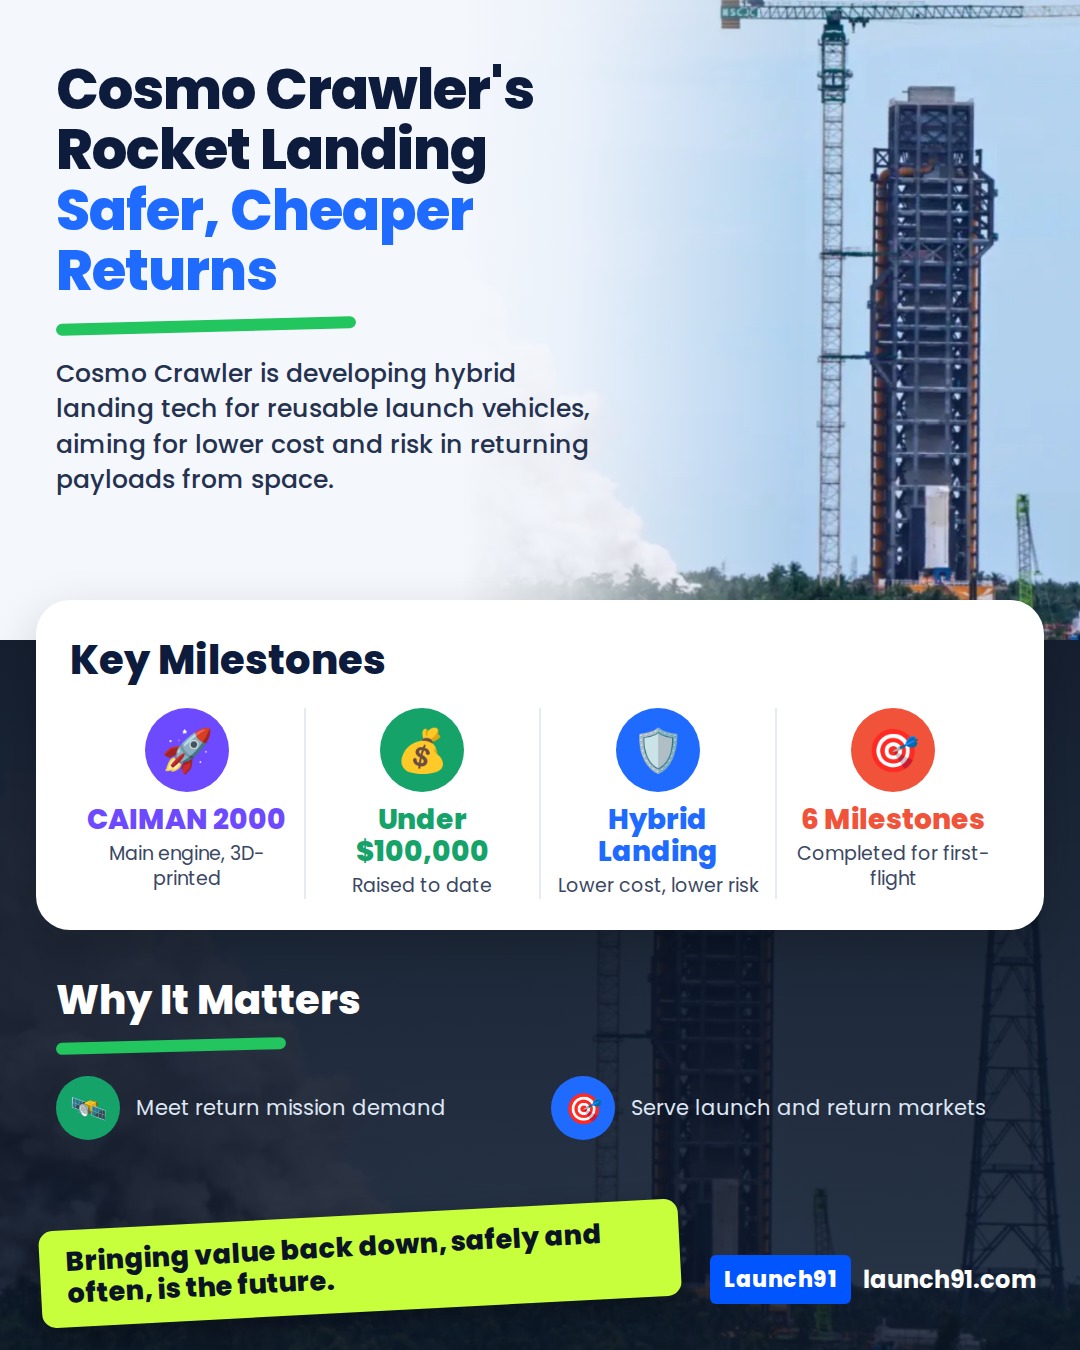 Cosmo Crawler's
Rocket Landing
Safer, Cheaper
Returns
Cosmo Crawler is developing hybrid
landing tech for reusable launch vehicles,
aiming for lower cost and risk in returning
payloads from space.
Key Milestones
CAIMAN 2000
Main engine, 3D-
printed
Under
$100,000
Raised to date
Hybrid
Landing
Lower cost, lower risk
6 Milestones
Completed for first-
flight
Why It Matters
Meet return mission demand
Serve launch and return markets
Bringing value back down, safely and
often, is the future.
Launch91
launch91.com